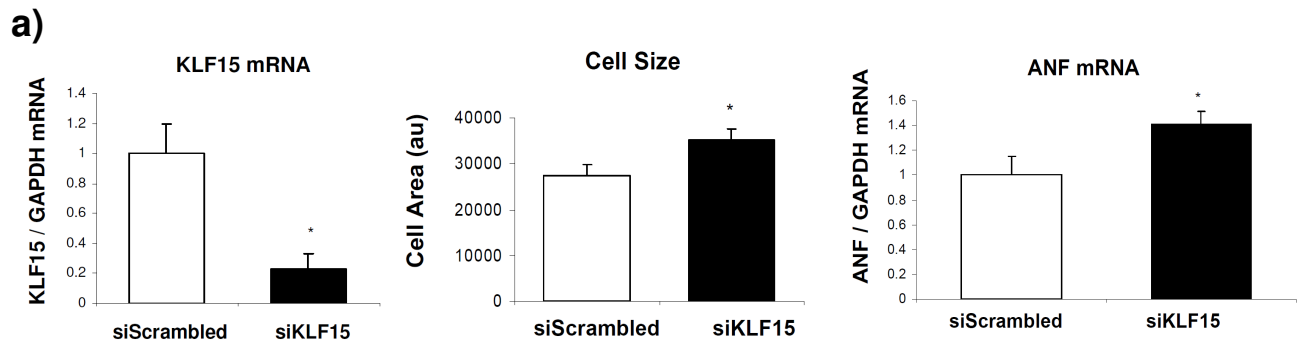 a)
KLF15 mRNA
KLF15 / GAPDH mRNA
1.4
1.2
1
0.8
0.6
0.4
0.2
0
*
siScrambled siKLF15
Cell Size
Cell Area (au)
40000
30000
20000
10000
0
*
siScrambled siKLF15
ANF mRNA
ANF / GAPDH mRNA
1.6
1.4
1.2
1
0.8
0.6
0.4
0.2
0
*
siScrambled siKLF15